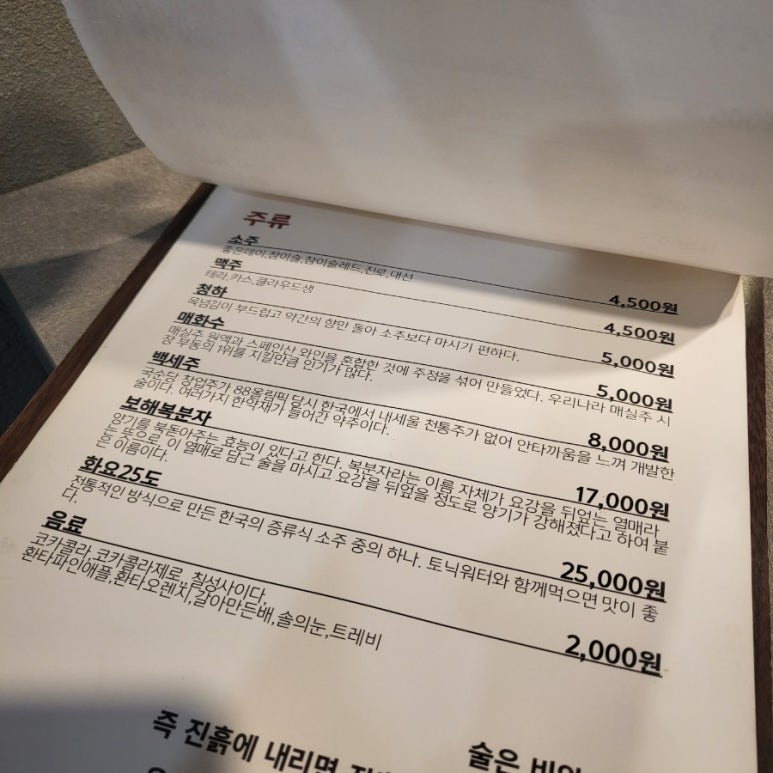 주류
소주 4,500원
좋은데이,참이슬,참이슬레드,진로,대선
맥주 4,500원
테라,카스,클라우드생
청하 5,000원
목넘김이 부드럽고 약간의 향만 돌아 소주보다 마시기 편하다.
매화수 5,000원
매실주 원액과 스페인산 와인을 혼합한 것에 주정을 섞어 만들었다. 우리나라 매실주 시
장 부동의 1위를 지킬만큼 인기가 많다.
백세주 8,000원
국순당 창업주가 88올림픽 당시 한국에서 내세울 전통주가 없어 안타까움을 느껴 개발한
술이다. 여러가지 한약재가 들어간 약주이다.
보해복분자 17,000원
양기를 북돋아주는 효능이 있다고 한다. 복분자라는 이름 자체가 요강을 뒤엎는 열매라
는 뜻으로, 이 열매로 담근 술을 마시고 요강을 뒤엎을 정도로 양기가 강해졌다고 하여 붙
은 이름이다.
화요25도 25,000원
전통적인 방식으로 만든 한국의 증류식 소주 중의 하나. 토닉워터와 함께먹으면 맛이 좋
다.
음료 2,000원
코카콜라,코카콜라제로, 칠성사이다,
환타파인애플,환타오렌지,갈아만든배,솔의눈,트레비
즉 진흙에 내리면
술은